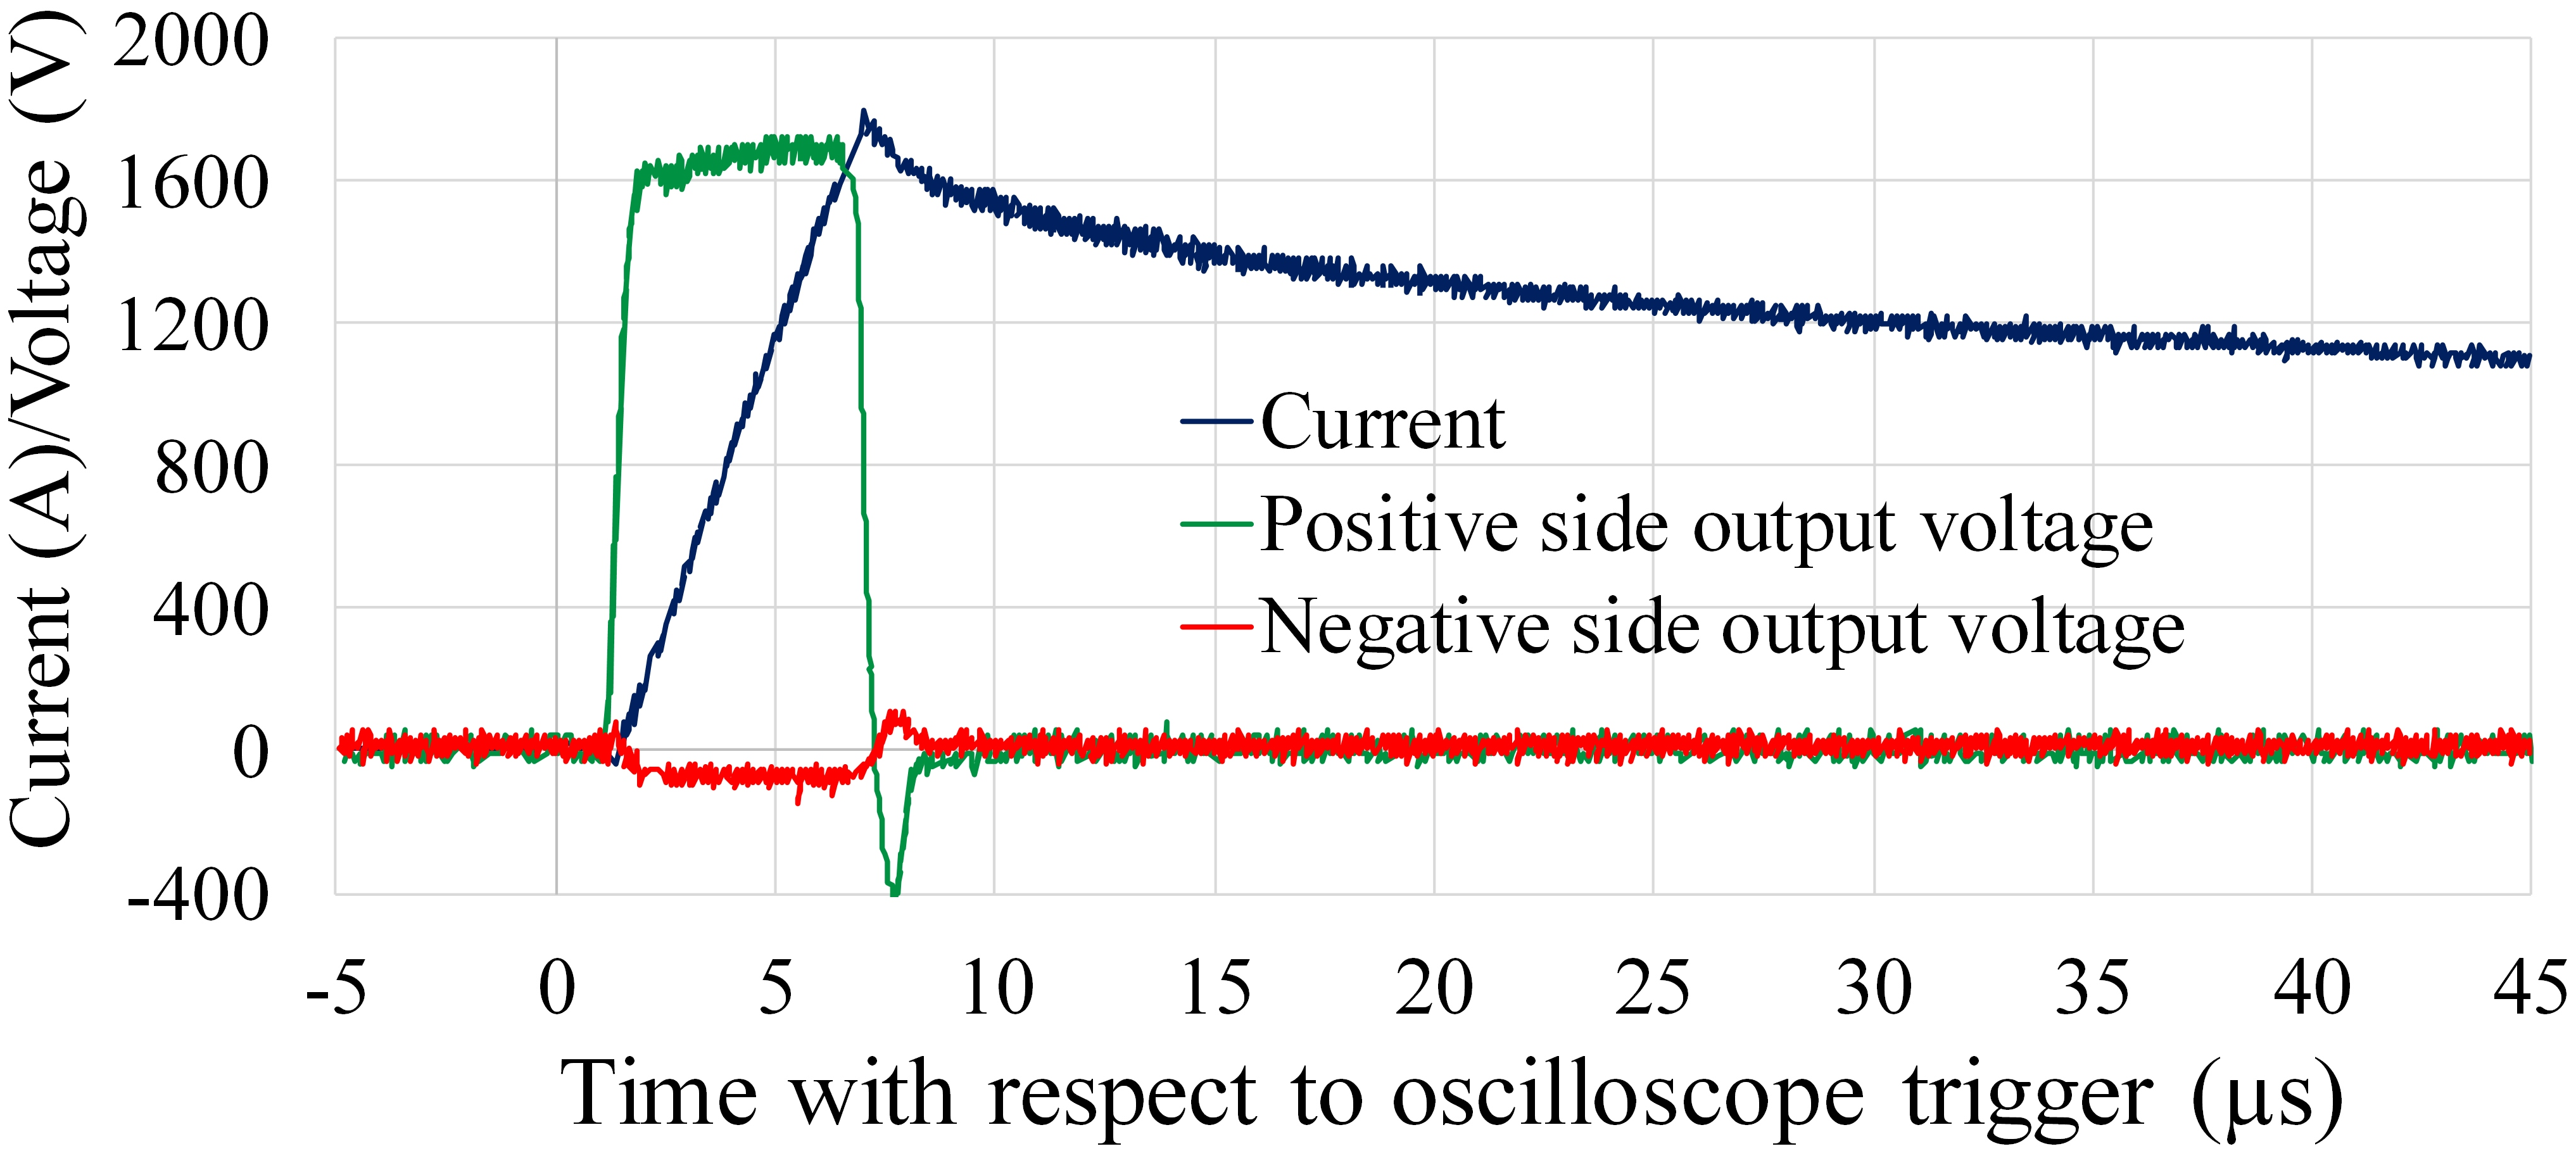 Current (A)/Voltage (V)
2000
1600
1200
800
400
0
-400
Current
Positive side output voltage
Negative side output voltage
-5 0 5 10 15 20 25 30 35 40 45
Time with respect to oscilloscope trigger (µs)